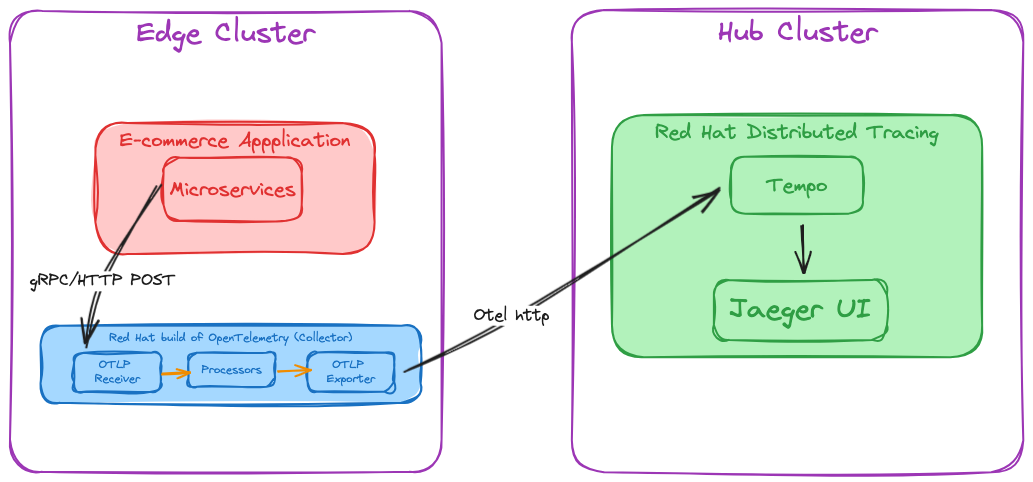 Edge Cluster
E-commerce Appplication
Microservices
gRPC/HTTP POST
Red Hat build of OpenTelemetry (Collector)
OTLP
Receiver
Processors
OTLP
Exporter
Otel http
Hub Cluster
Red Hat Distributed Tracing
Tempo
Jaeger UI